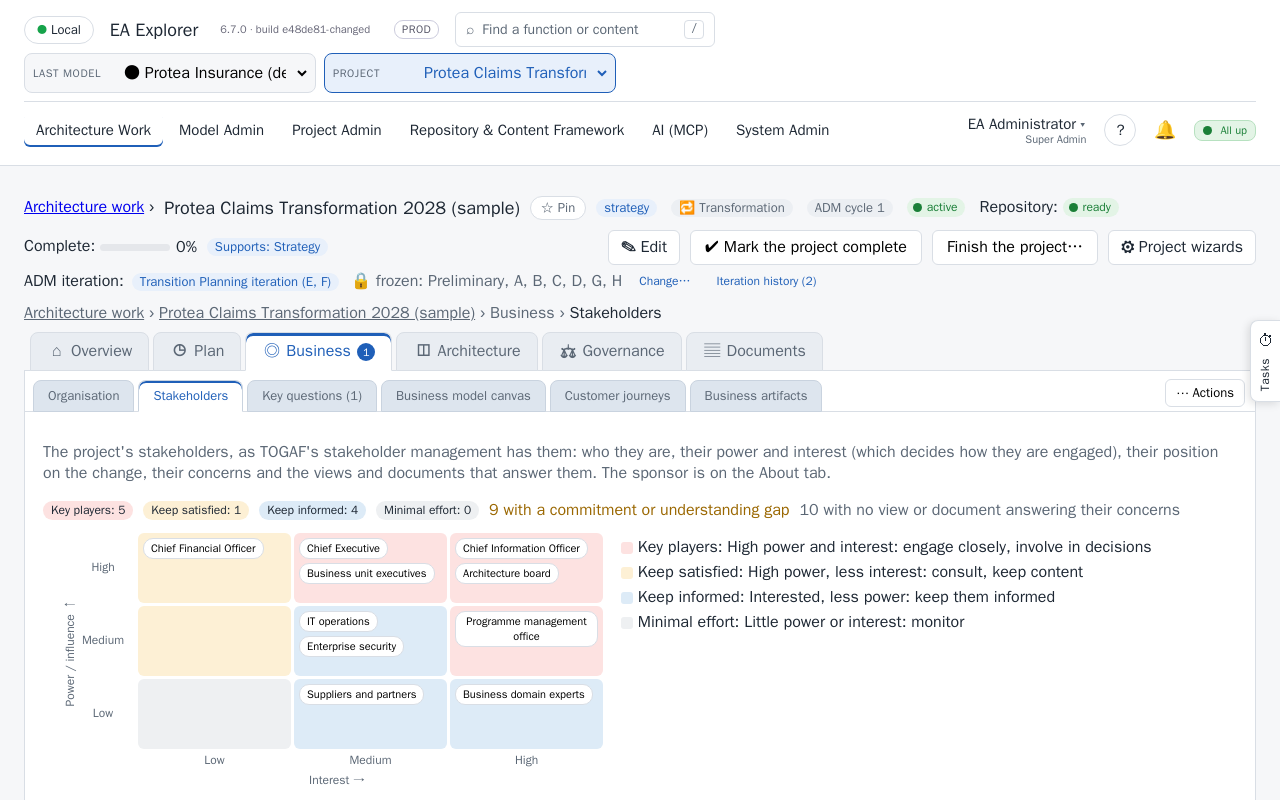 Local
EA Explorer
6.7.0 · build e48de81-changed
PROD
Find a function or content
/
LAST MODEL
Protea Insurance (de
PROJECT
Protea Claims Transfor
Architecture Work
Model Admin
Project Admin
Repository & Content Framework
AI (MCP)
System Admin
EA Administrator
Super Admin
?
All up
Architecture work ›
Protea Claims Transformation 2028 (sample)
☆ Pin
strategy
Transformation
ADM cycle 1
active
Repository:
ready
Complete:
0%
Supports: Strategy
✎ Edit
✔ Mark the project complete
Finish the project…
⚙ Project wizards
ADM iteration:
Transition Planning iteration (E, F)
🔒 frozen: Preliminary, A, B, C, D, G, H
Change…
Iteration history (2)
Architecture work › Protea Claims Transformation 2028 (sample) › Business › Stakeholders
Overview
Plan
Business 1
Architecture
Governance
Documents
Tasks
Organisation
Stakeholders
Key questions (1)
Business model canvas
Customer journeys
Business artifacts
⋯ Actions
The project's stakeholders, as TOGAF's stakeholder management has them: who they are, their power and interest (which decides how they are engaged), their position
on the change, their concerns and the views and documents that answer them. The sponsor is on the About tab.
Key players: 5
Keep satisfied: 1
Keep informed: 4
Minimal effort: 0
9 with a commitment or understanding gap
10 with no view or document answering their concerns
Power / influence →
High
Chief Financial Officer
Chief Executive
Business unit executives
Chief Information Officer
Architecture board
Medium
IT operations
Enterprise security
Programme management
office
Low
Suppliers and partners
Business domain experts
Low
Medium
High
Interest →
Key players: High power and interest: engage closely, involve in decisions
Keep satisfied: High power, less interest: consult, keep content
Keep informed: Interested, less power: keep them informed
Minimal effort: Little power or interest: monitor